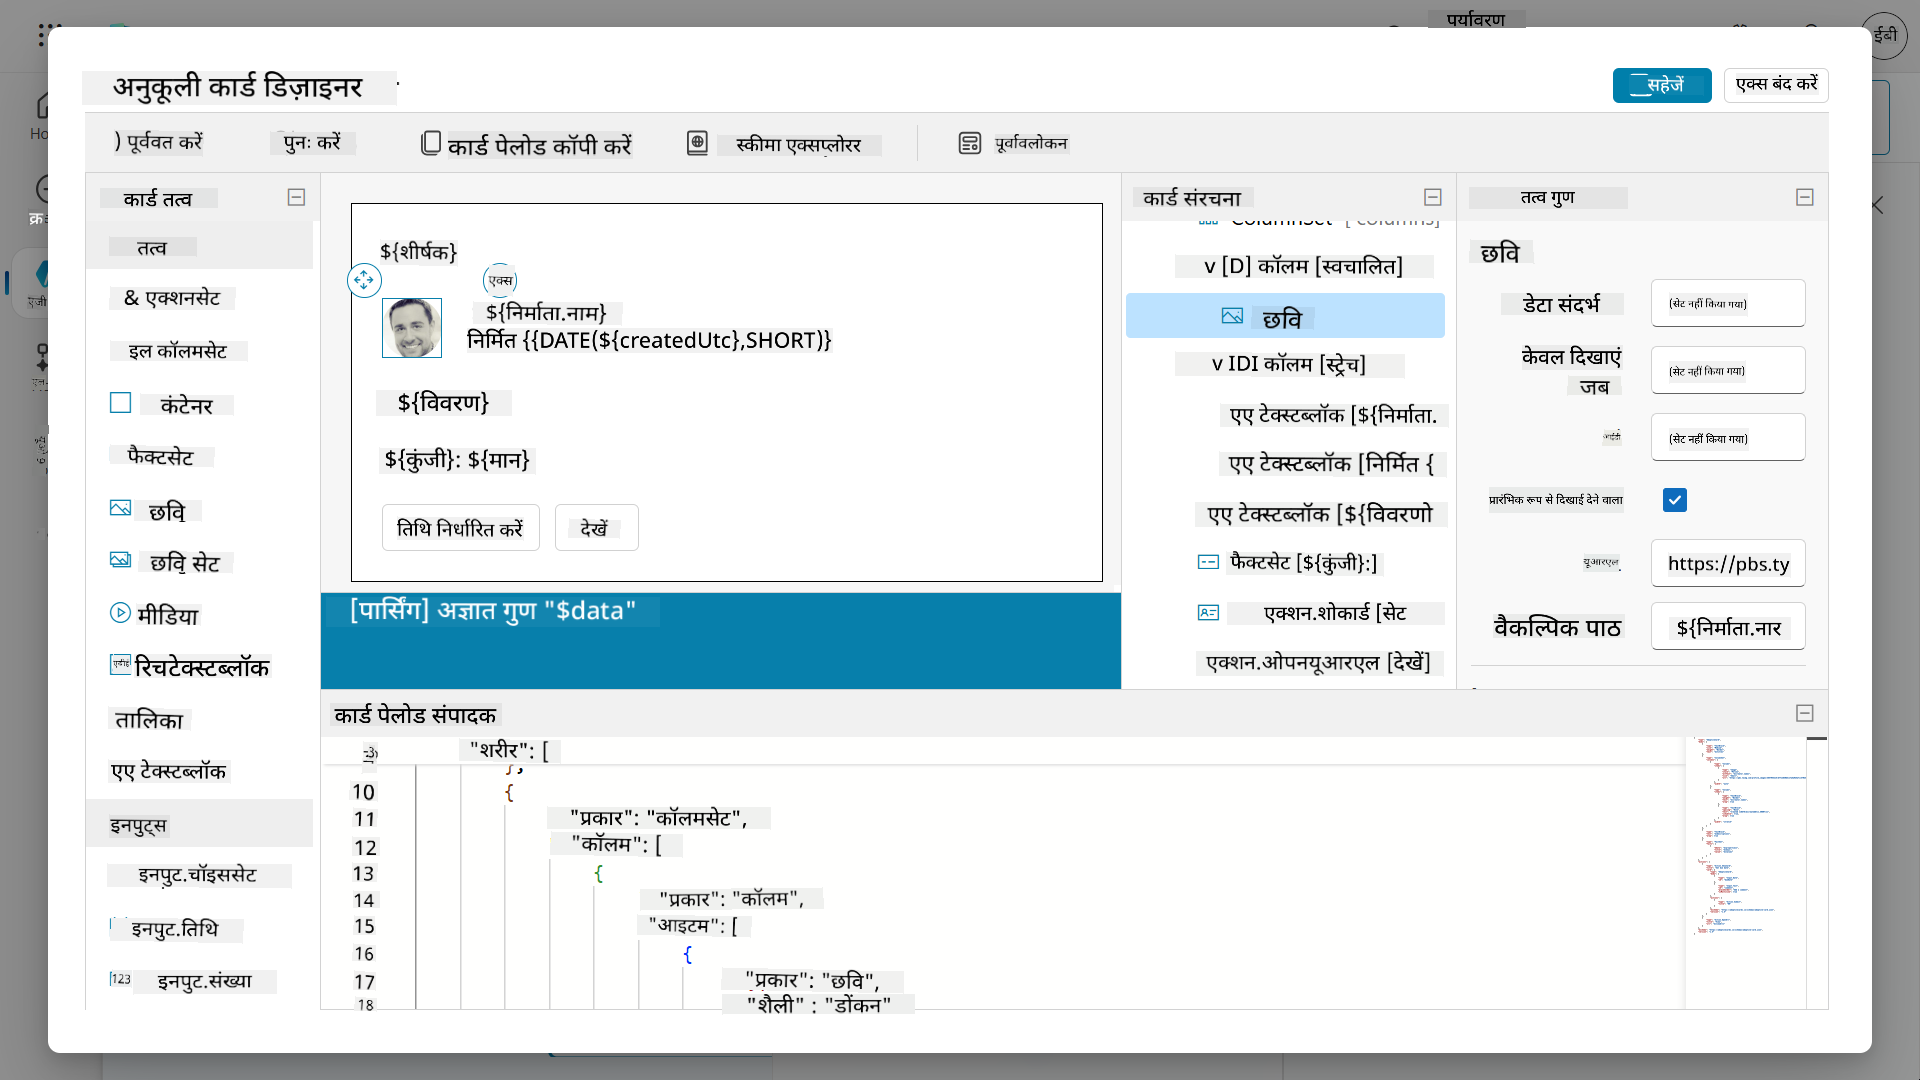 पर्यावरण
ईबी
अनुकूली कार्ड डिज़ाइनर
सहेजें
एक्स बंद करें
) पूर्ववत करें
पुनः करें
कार्ड पेलोड कॉपी करें
स्कीमा एक्सप्लोरर
पूर्वावलोकन
कार्ड तत्व
तत्व
& एक्शनसेट
इल कॉलमसेट
कंटेनर
फैक्टसेट
छवि
छवि सेट
मीडिया
रिचटेक्स्टब्लॉक
तालिका
एए टेक्स्टब्लॉक
इनपुट्स
इनपुट.चॉइससेट
इनपुट.तिथि
123 इनपुट.संख्या
${शीर्षक}
एक्स
${निर्माता.नाम}
निर्मित {{DATE(${createdUtc},SHORT)}}
${विवरण}
${कुंजी}: ${मान}
तिथि निर्धारित करें
देखें
[पार्सिंग] अज्ञात गुण "$data"
कार्ड संरचना
ColumnSet [ columns]
v [D] कॉलम [स्वचालित]
छवि
v IDI कॉलम [स्ट्रेच]
एए टेक्स्टब्लॉक [${निर्माता.
एए टेक्स्टब्लॉक [निर्मित {
एए टेक्स्टब्लॉक [${विवरणो
फैक्टसेट [${कुंजी}:]
एक्शन.शोकार्ड [सेट
एक्शन.ओपनयूआरएल [देखें]
तत्व गुण
छवि
डेटा संदर्भ
(सेट नहीं किया गया)
केवल दिखाएं
जब
(सेट नहीं किया गया)
आईडी
(सेट नहीं किया गया)
प्रारंभिक रूप से दिखाई देने वाला
यूआरएल
https://pbs.ty
वैकल्पिक पाठ
${निर्माता.नार
कार्ड पेलोड संपादक
"शरीर": [
},
10 {
11 "प्रकार": "कॉलमसेट",
12 "कॉलम": [
13 {
14 "प्रकार": "कॉलम",
15 "आइटम": [
16 {
17 "प्रकार": "छवि",
18 "शैली" : "डोंकन"